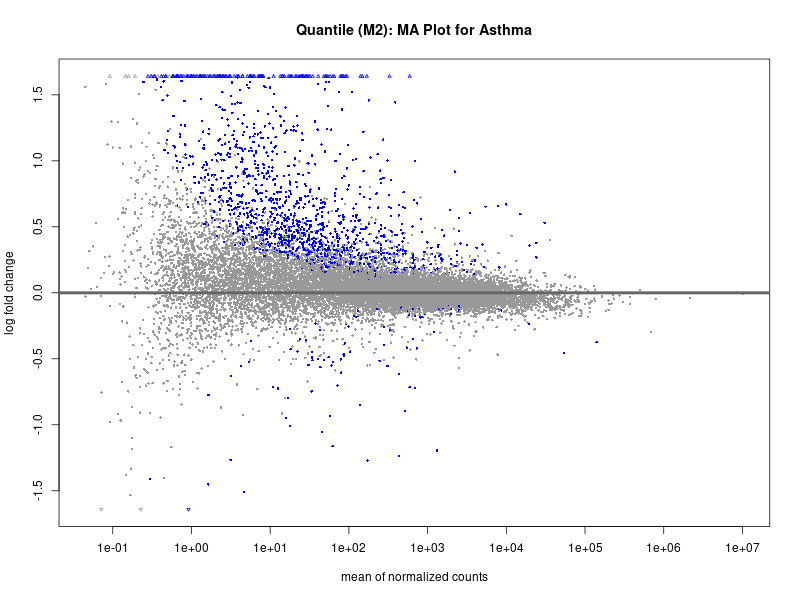 Quantile (M2): MA Plot for Asthma
log fold change
1.5
1.0
0.5
0.0
-0.5
-1.0
-1.5
1e-01 1e+00 1e+01 1e+02 1e+03 1e+04 1e+05 1e+06 1e+07
mean of normalized counts